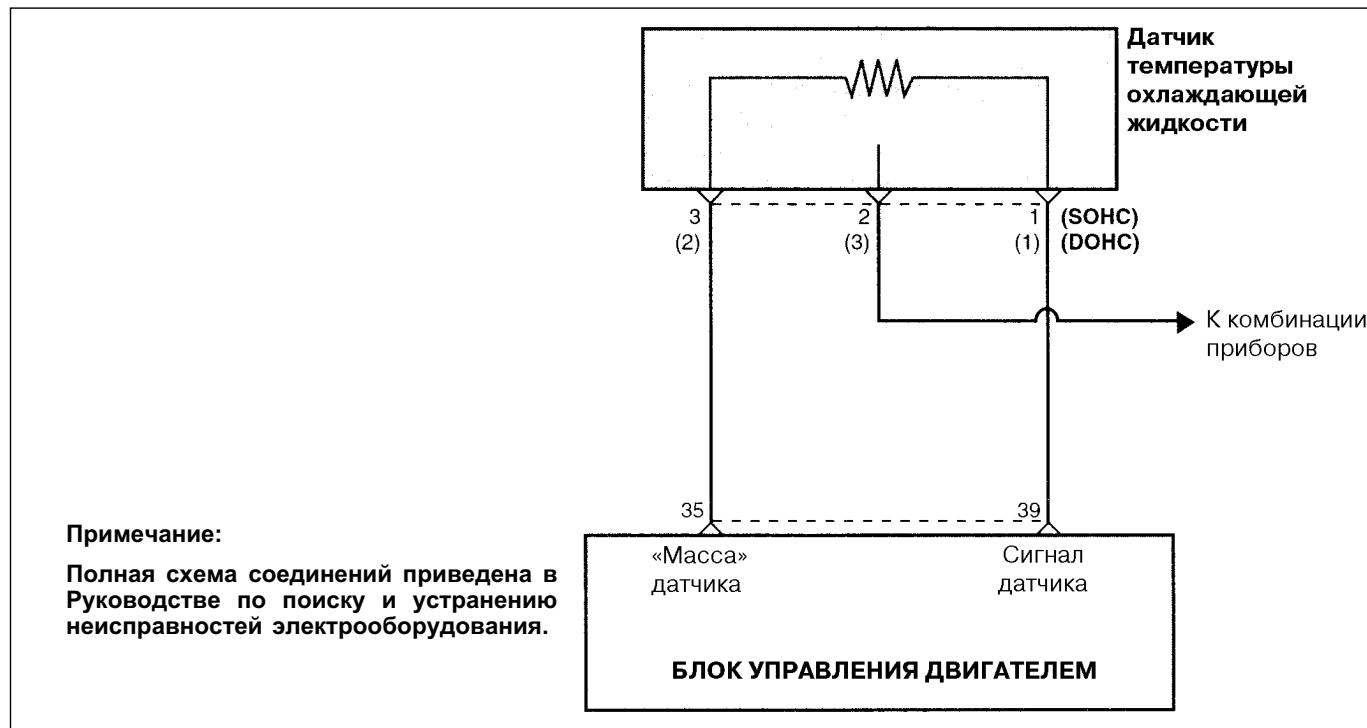 Датчик
температуры
охлаждающей
жидкости
3 2 1 (SOHC)
(2) (3) (1) (DOHC)
К комбинации
приборов
35 39
«Масса»
датчика
Сигнал
датчика
БЛОК УПРАВЛЕНИЯ ДВИГАТЕЛЕМ
Примечание:
Полная схема соединений приведена в
Руководстве по поиску и устранению
неисправностей электрооборудования.